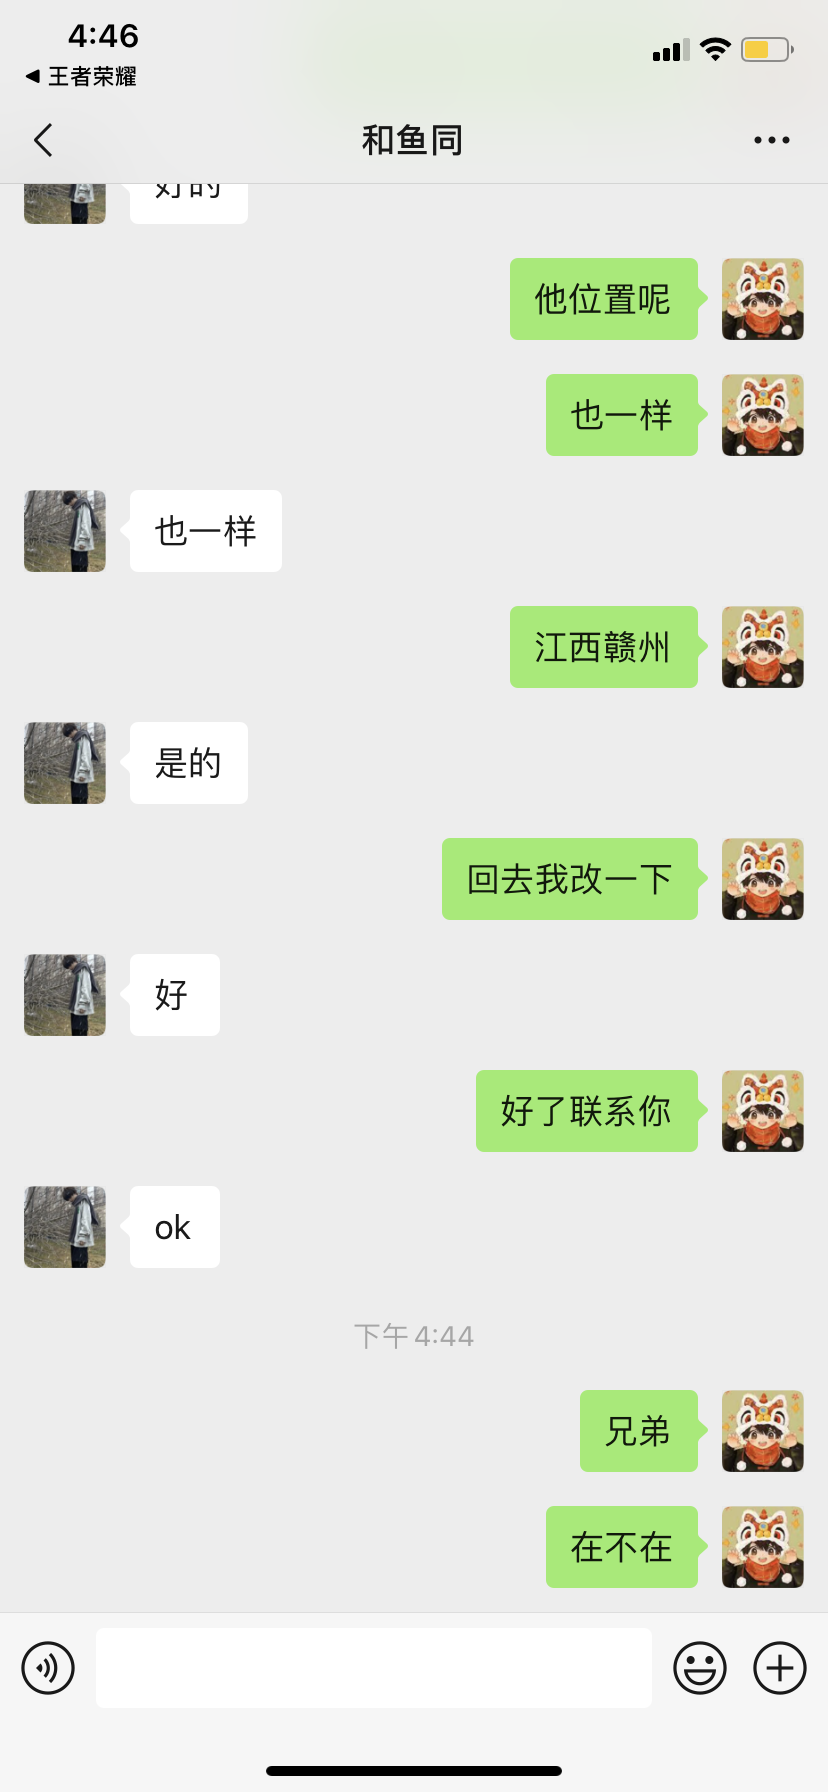 4:46
王者荣耀
和鱼同
好的
他位置呢
也一样
也一样
江西赣州
是的
回去我改一下
好
好了联系你
ok
下午 4:44
兄弟
在不在